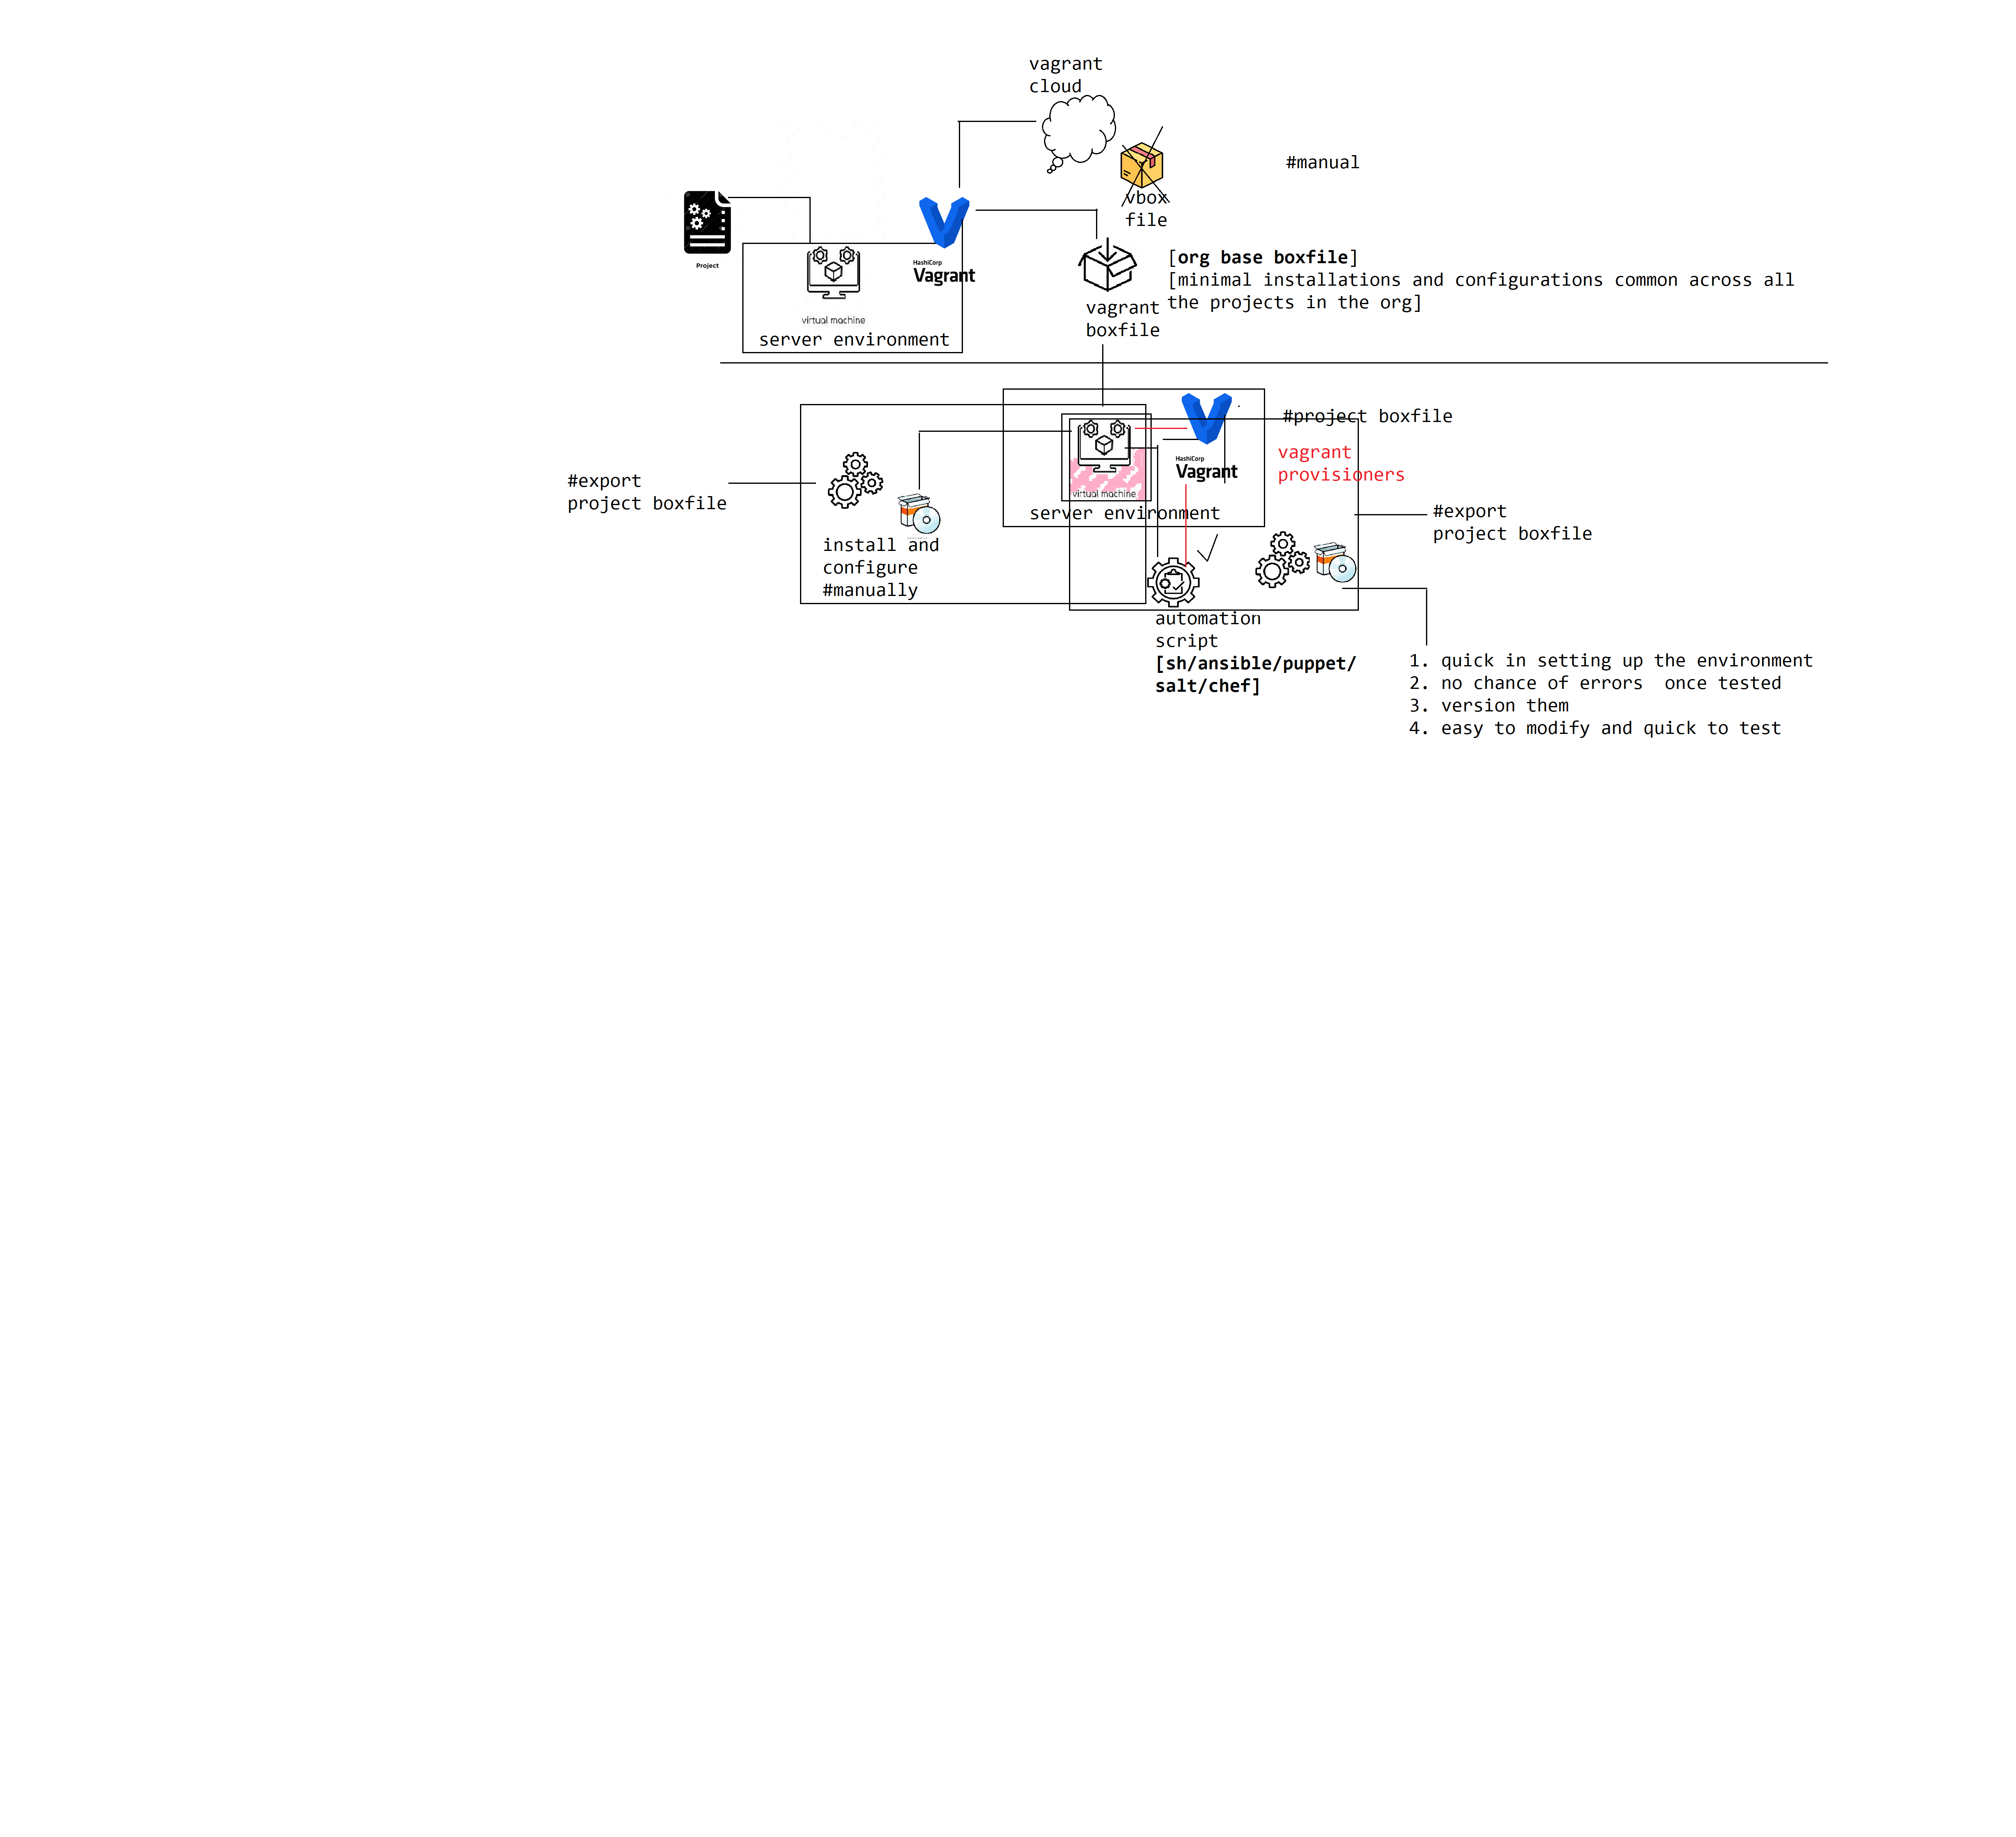 vagrant
cloud
#manual
vbox
file
Project
HashiCorp
Vagrant
[org base boxfile]
[minimal installations and configurations common across all
the projects in the org]
vagrant
boxfile
virtual machine
server environment
#project boxfile
vagrant
provisioners
HashiCorp
Vagrant
virtual machine
server environment
#export
project boxfile
install and
configure
#manually
#export
project boxfile
automation
script
[sh/ansible/puppet/
salt/chef]
1. quick in setting up the environment
2. no chance of errors  once tested
3. version them
4. easy to modify and quick to test